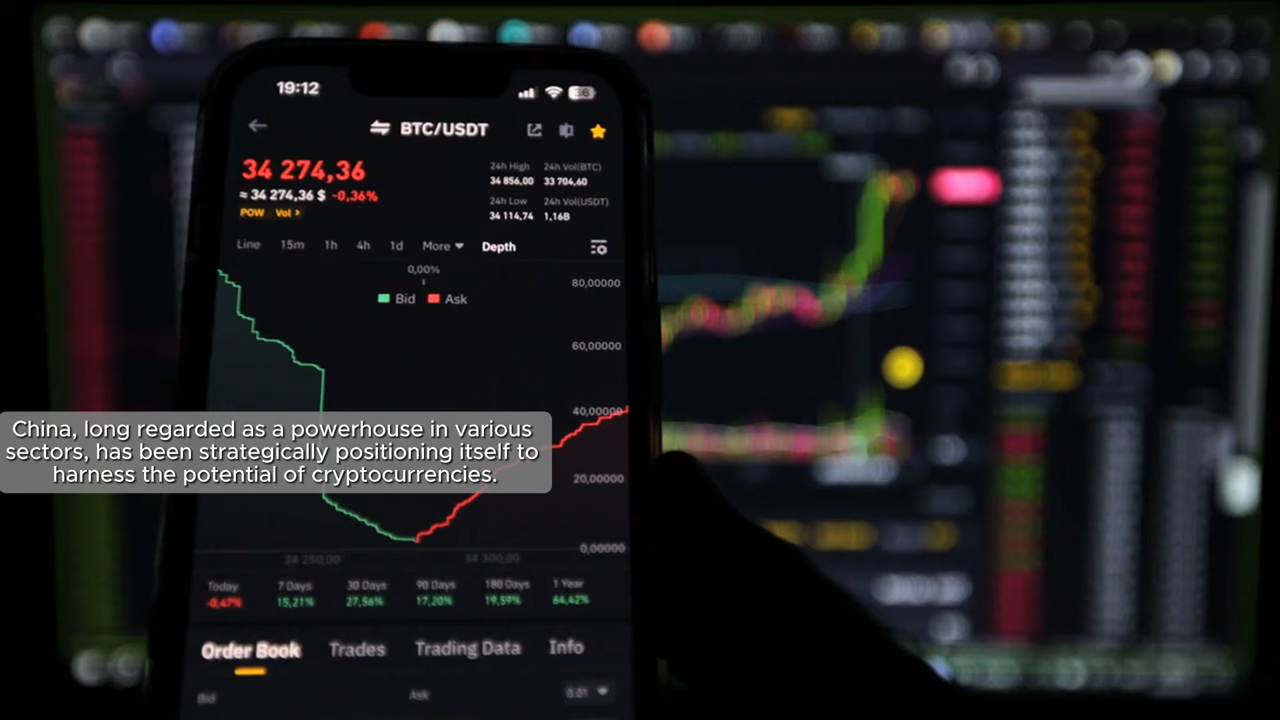 19:12
36
BTC/USDT
34 274,36
≈ 34 274,36 $ -0,36%
POW Vol >
24h High 24h Vol(BTC)
34 856,00 33 704,60
24h Low 24h Vol(USDT)
34 114,74 1,16B
Line 15m 1h 4h 1d More Depth
0,00%
Bid Ask
80,00000
60,00000
40,00000
20,00000
0,00000
China, long regarded as a powerhouse in various
sectors, has been strategically positioning itself to
harness the potential of cryptocurrencies.
34 250,00 34 300,00
Today 7 Days 30 Days 90 Days 180 Days 1 Year
-0,47% 15,21% 27,56% 17,20% 19,59% 64,42%
Order Book Trades Trading Data Info
Bid Ask 0.01